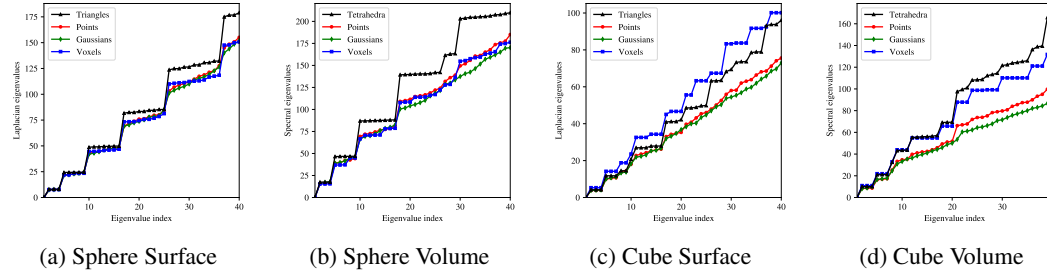 Laplacian eigenvalues
175
150
125
100
75
50
25
0
Triangles
Points
Gaussians
Voxels
10 20 30 40
Eigenvalue index
(a) Sphere Surface
Spectral eigenvalues
200
175
150
125
100
75
50
25
0
Tetrahedra
Points
Gaussians
Voxels
10 20 30 40
Eigenvalue index
(b) Sphere Volume
Laplacian eigenvalues
100
80
60
40
20
0
Triangles
Points
Gaussians
Voxels
10 20 30 40
Eigenvalue index
(c) Cube Surface
Spectral eigenvalues
160
140
120
100
80
60
40
20
0
Tetrahedra
Points
Gaussians
Voxels
10 20 30
Eigenvalue index
(d) Cube Volume